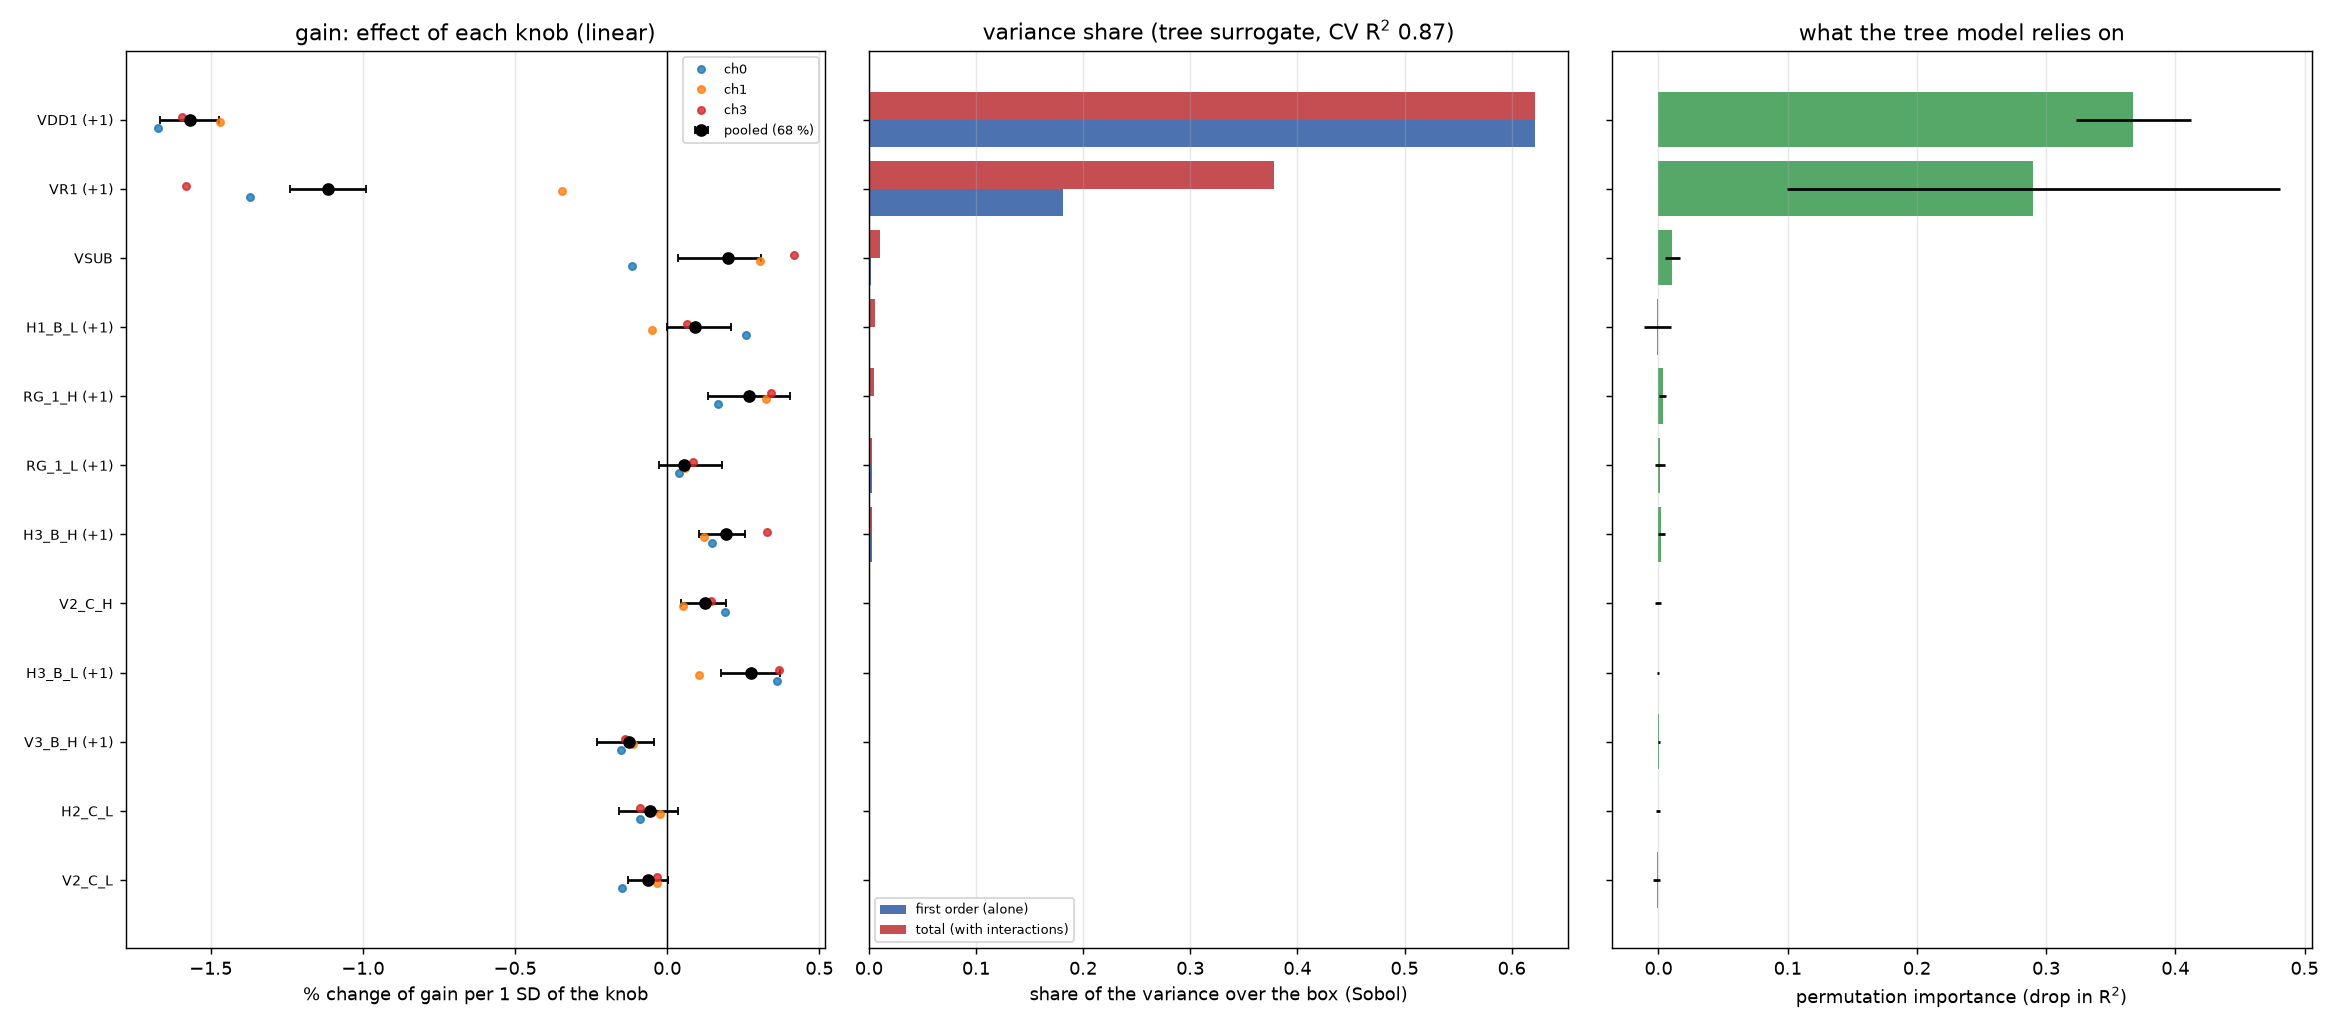 gain: effect of each knob (linear)
ch0
ch1
ch3
pooled (68 %)
VDD1 (+1)
VR1 (+1)
VSUB
H1_B_L (+1)
RG_1_H (+1)
RG_1_L (+1)
H3_B_H (+1)
V2_C_H
H3_B_L (+1)
V3_B_H (+1)
H2_C_L
V2_C_L
−1.5 −1.0 −0.5 0.0 0.5
% change of gain per 1 SD of the knob
variance share (tree surrogate, CV R² 0.87)
first order (alone)
total (with interactions)
0.0 0.1 0.2 0.3 0.4 0.5 0.6
share of the variance over the box (Sobol)
what the tree model relies on
0.0 0.1 0.2 0.3 0.4 0.5
permutation importance (drop in R²)